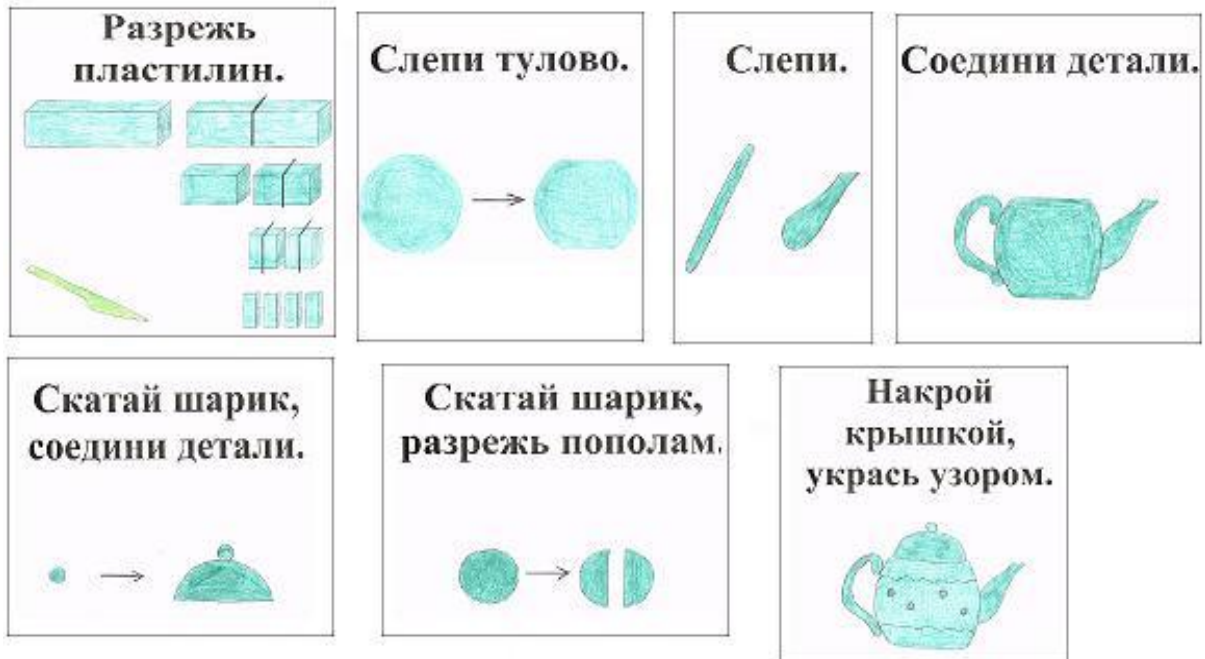 Разрежь
пластилин.
Слепи тулово.
Слепи.
Соедини детали.
Скатай шарик,
соедини детали.
Скатай шарик,
разрежь пополам.
Накрой
крышкой,
укрась узором.